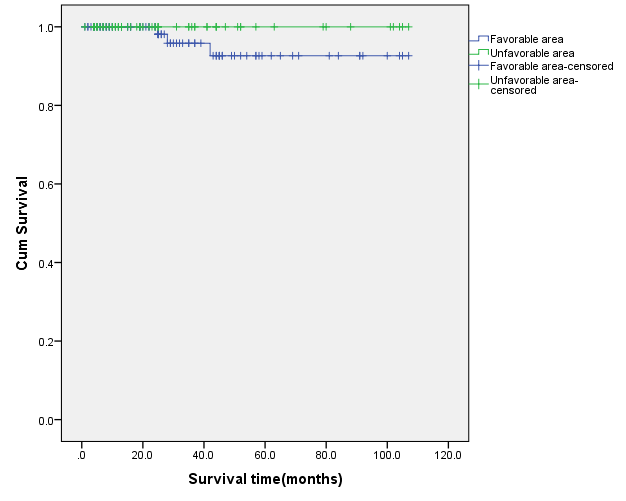 1.0
0.8
0.6
0.4
0.2
0.0
Cum Survival
.0 20.0 40.0 60.0 80.0 100.0 120.0
Survival time(months)
Favorable area
Unfavorable area
Favorable area-censored
Unfavorable area-
censored